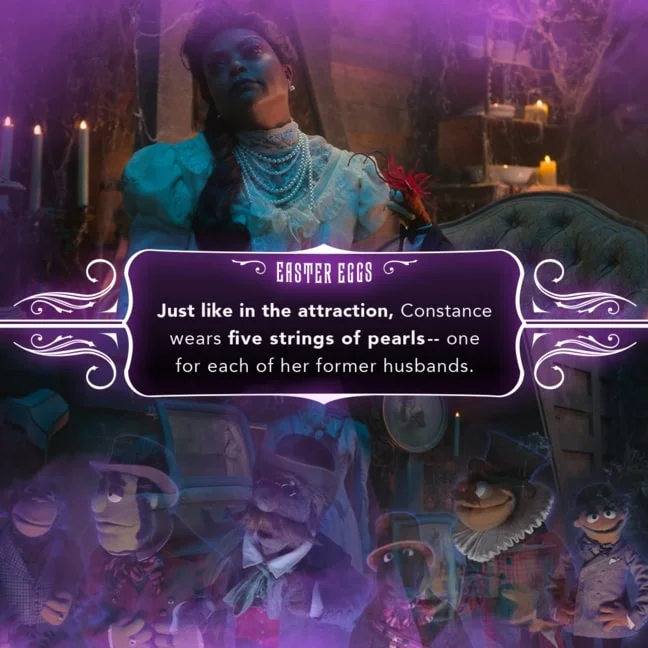 EASTER EGGS
Just like in the attraction, Constance
wears five strings of pearls-- one
for each of her former husbands.